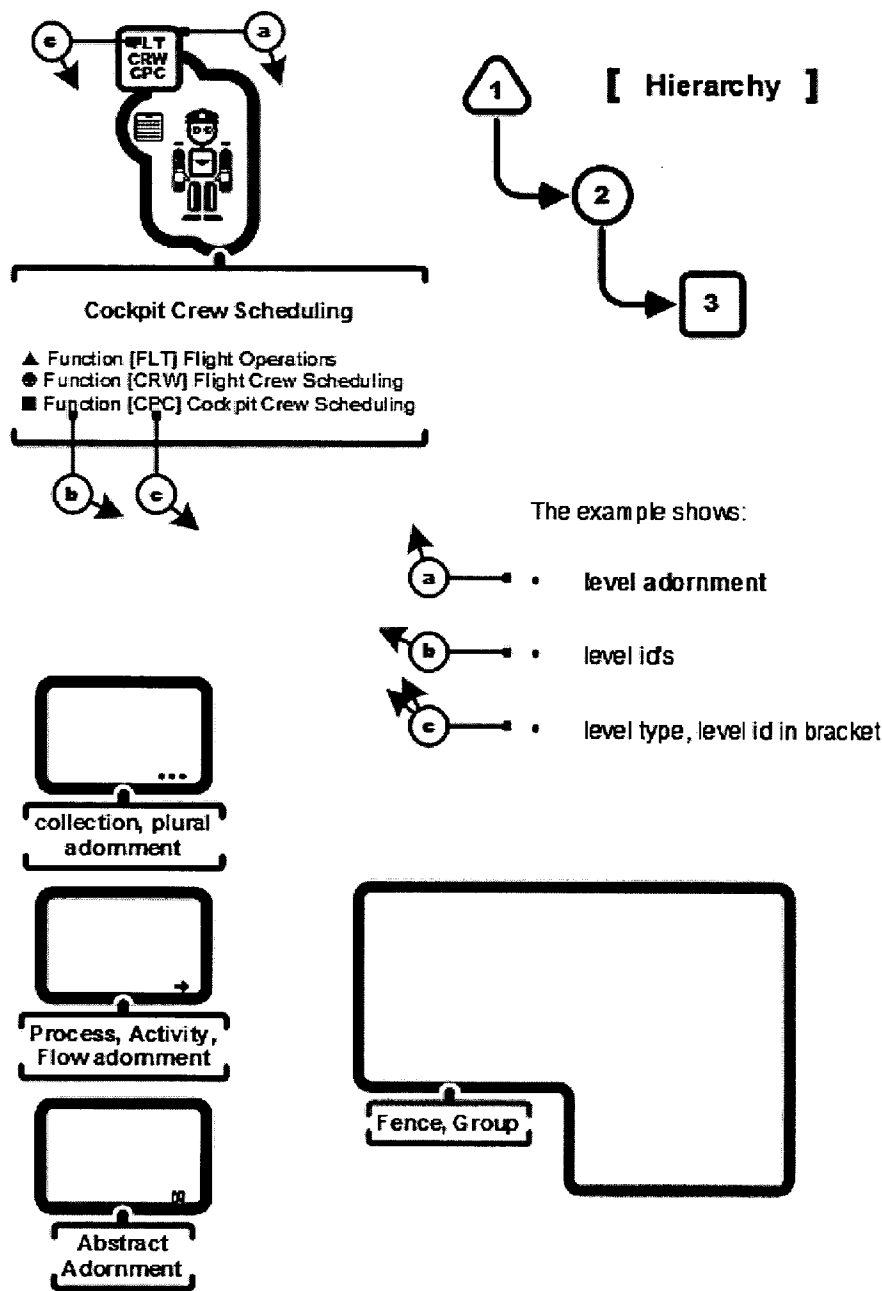 c
a
FLT
CRW
CPC
1
[ Hierarchy ]
2
3
Cockpit Crew Scheduling
▲ Function [FLT] Flight Operations
● Function [CRW] Flight Crew Scheduling
■ Function [CPC] Cockpit Crew Scheduling
b
c
The example shows:
a
• level adornment
b
• level id's
c
• level type, level id in bracket
...
collection, plural
adornment
Process, Activity,
Flow adornment
Fence, Group
Abstract
Adornment